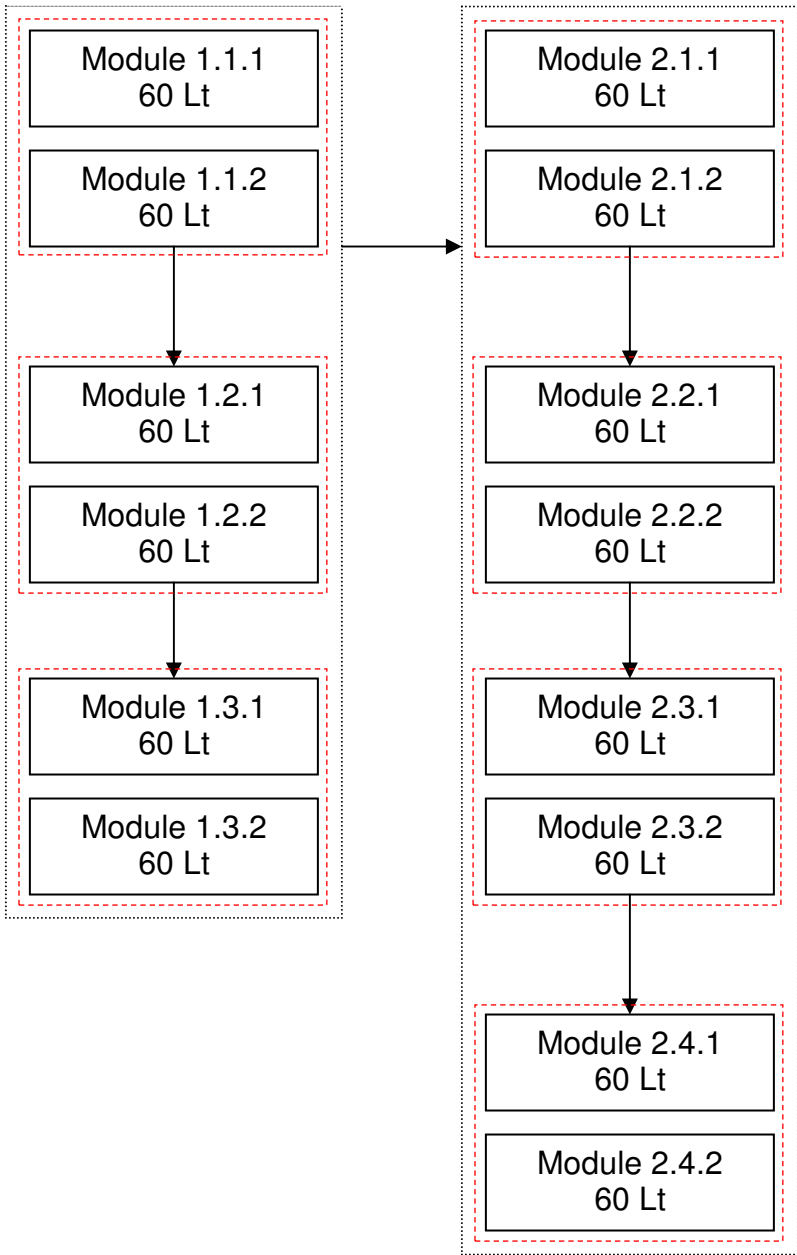 Module 1.1.1
60 Lt
Module 1.1.2
60 Lt
Module 1.2.1
60 Lt
Module 1.2.2
60 Lt
Module 1.3.1
60 Lt
Module 1.3.2
60 Lt
Module 2.1.1
60 Lt
Module 2.1.2
60 Lt
Module 2.2.1
60 Lt
Module 2.2.2
60 Lt
Module 2.3.1
60 Lt
Module 2.3.2
60 Lt
Module 2.4.1
60 Lt
Module 2.4.2
60 Lt